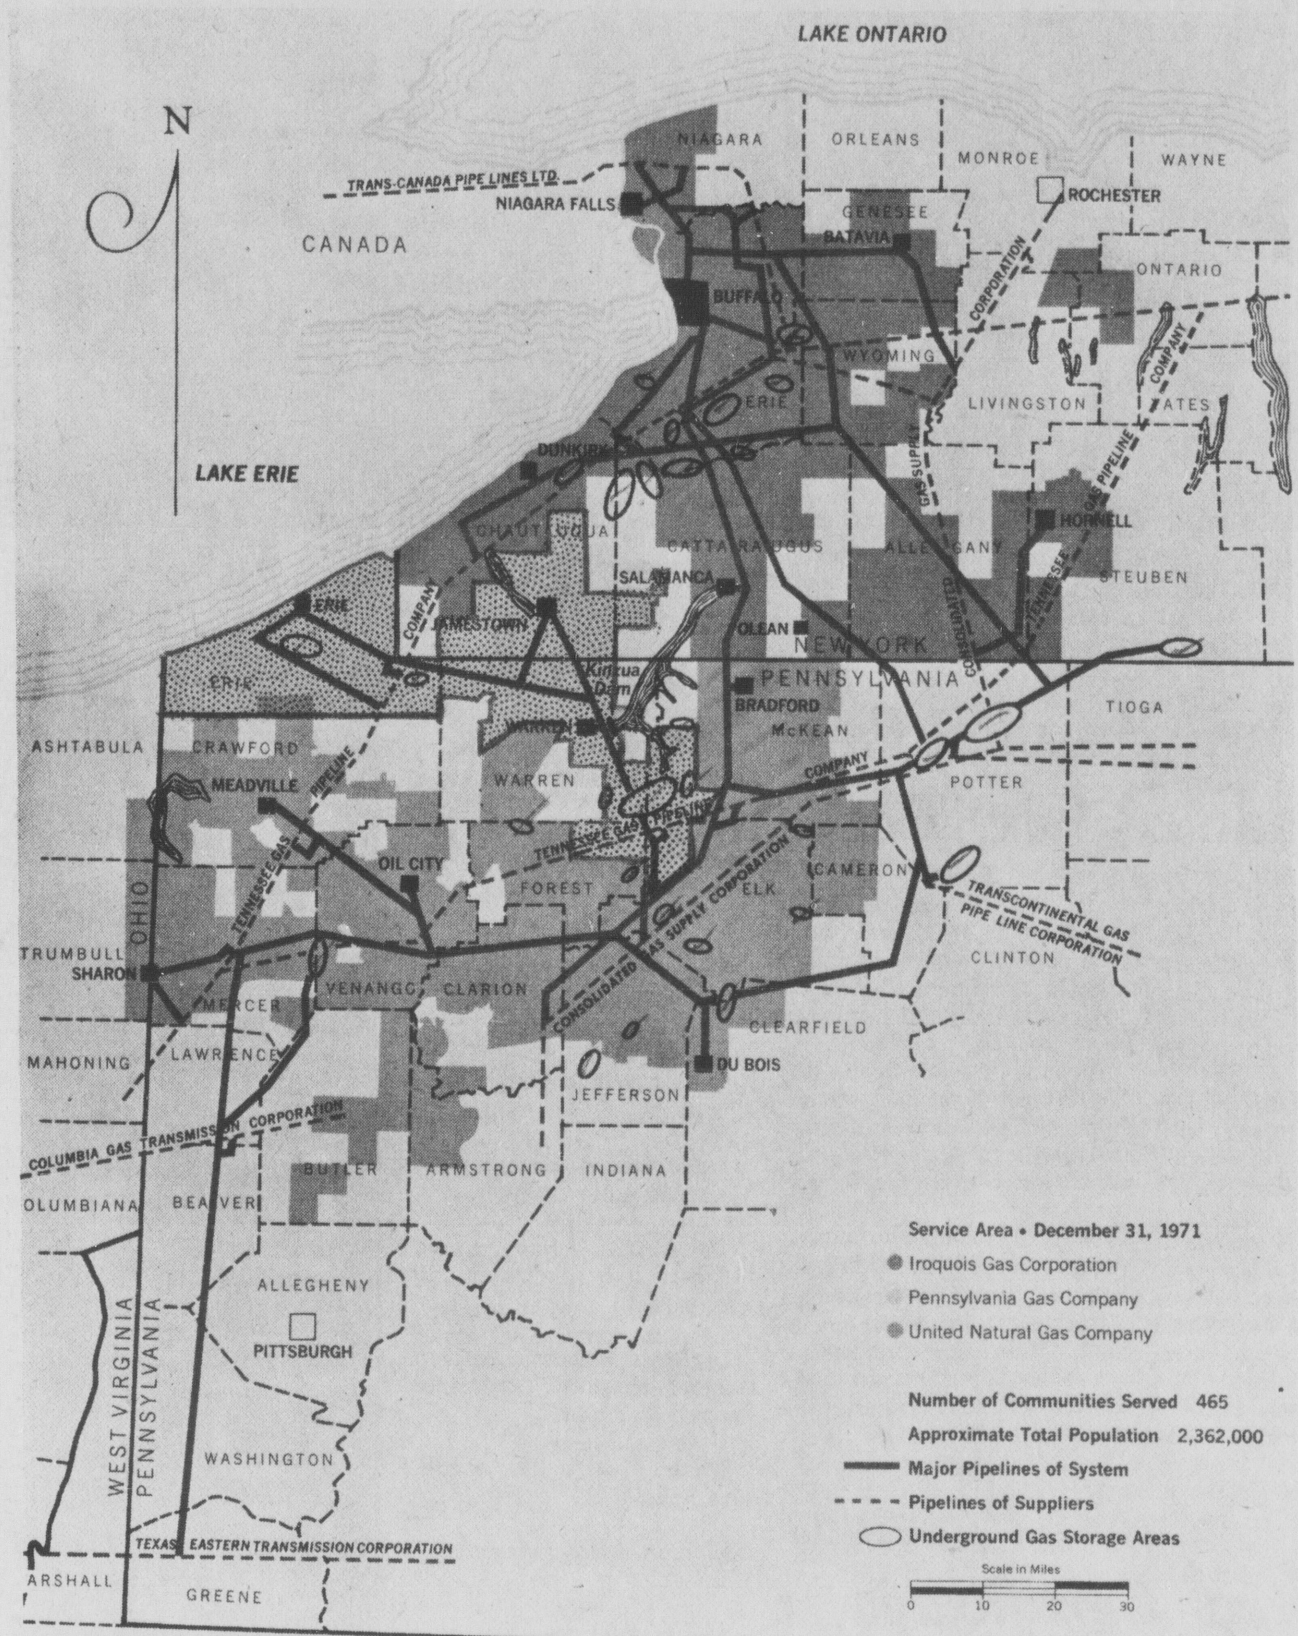 LAKE ONTARIO
N
NIAGARA
ORLEANS
MONROE
WAYNE
TRANS-CANADA PIPE LINES LTD.
NIAGARA FALLS
ROCHESTER
GENESEE
CANADA
BATAVIA
ONTARIO
CORPORATION
BUFFALO
WYOMING
COMPANY
ERIE
LIVINGSTON
ATES
DUNKIRK
LAKE ERIE
GAS SUPPLY
GAS PIPELINE
CHAUTAUQUA
HORNELL
CATTARAUGUS
ALLEGANY
SALAMANCA
STEUBEN
COMPANY
TENNESSEE
ERIE
JAMESTOWN
OLEAN
NEW YORK
CONSOLIDATED
Kinzua
Dam
PENNSYLVANIA
ERIE
BRADFORD
TIOGA
WARREN
McKEAN
ASHTABULA
CRAWFORD
MEADVILLE
PIPELINE
WARREN
COMPANY
POTTER
TENNESSEE GAS PIPELINE
TENNESSEE GAS
OIL CITY
FOREST
ELK
CAMERON
OHIO
TRANSCONTINENTAL GAS
PIPE LINE CORPORATION
TRUMBULL
SHARON
CLINTON
CONSOLIDATED GAS SUPPLY CORPORATION
MERCER
VENANGO
CLARION
CLEARFIELD
MAHONING
LAWRENCE
DU BOIS
JEFFERSON
COLUMBIA GAS TRANSMISSION CORPORATION
BUTLER
ARMSTRONG
INDIANA
OLUMBIANA
BEAVER
ALLEGHENY
PITTSBURGH
WEST VIRGINIA
PENNSYLVANIA
WASHINGTON
TEXAS EASTERN TRANSMISSION CORPORATION
ARSHALL
GREENE
Service Area • December 31, 1971
Iroquois Gas Corporation
Pennsylvania Gas Company
United Natural Gas Company
Number of Communities Served 465
Approximate Total Population 2,362,000
Major Pipelines of System
Pipelines of Suppliers
Underground Gas Storage Areas
Scale in Miles
0 10 20 30